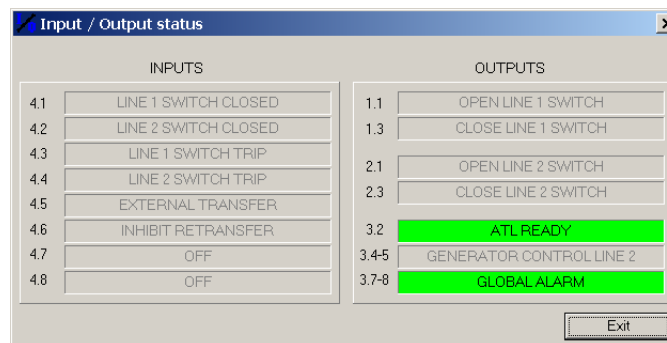 Input / Output status
INPUTS
4.1 LINE 1 SWITCH CLOSED
4.2 LINE 2 SWITCH CLOSED
4.3 LINE 1 SWITCH TRIP
4.4 LINE 2 SWITCH TRIP
4.5 EXTERNAL TRANSFER
4.6 INHIBIT RETRANSFER
4.7 OFF
4.8 OFF
OUTPUTS
1.1 OPEN LINE 1 SWITCH
1.3 CLOSE LINE 1 SWITCH
2.1 OPEN LINE 2 SWITCH
2.3 CLOSE LINE 2 SWITCH
3.2 ATL READY
3.4-5 GENERATOR CONTROL LINE 2
3.7-8 GLOBAL ALARM
Exit